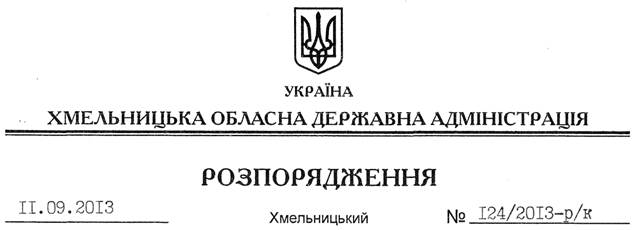 УКРАЇНА
ХМЕЛЬНИЦЬКА ОБЛАСНА ДЕРЖАВНА АДМІНІСТРАЦІЯ
РОЗПОРЯДЖЕННЯ
11.09.2013 Хмельницький № 124/2013-р/к